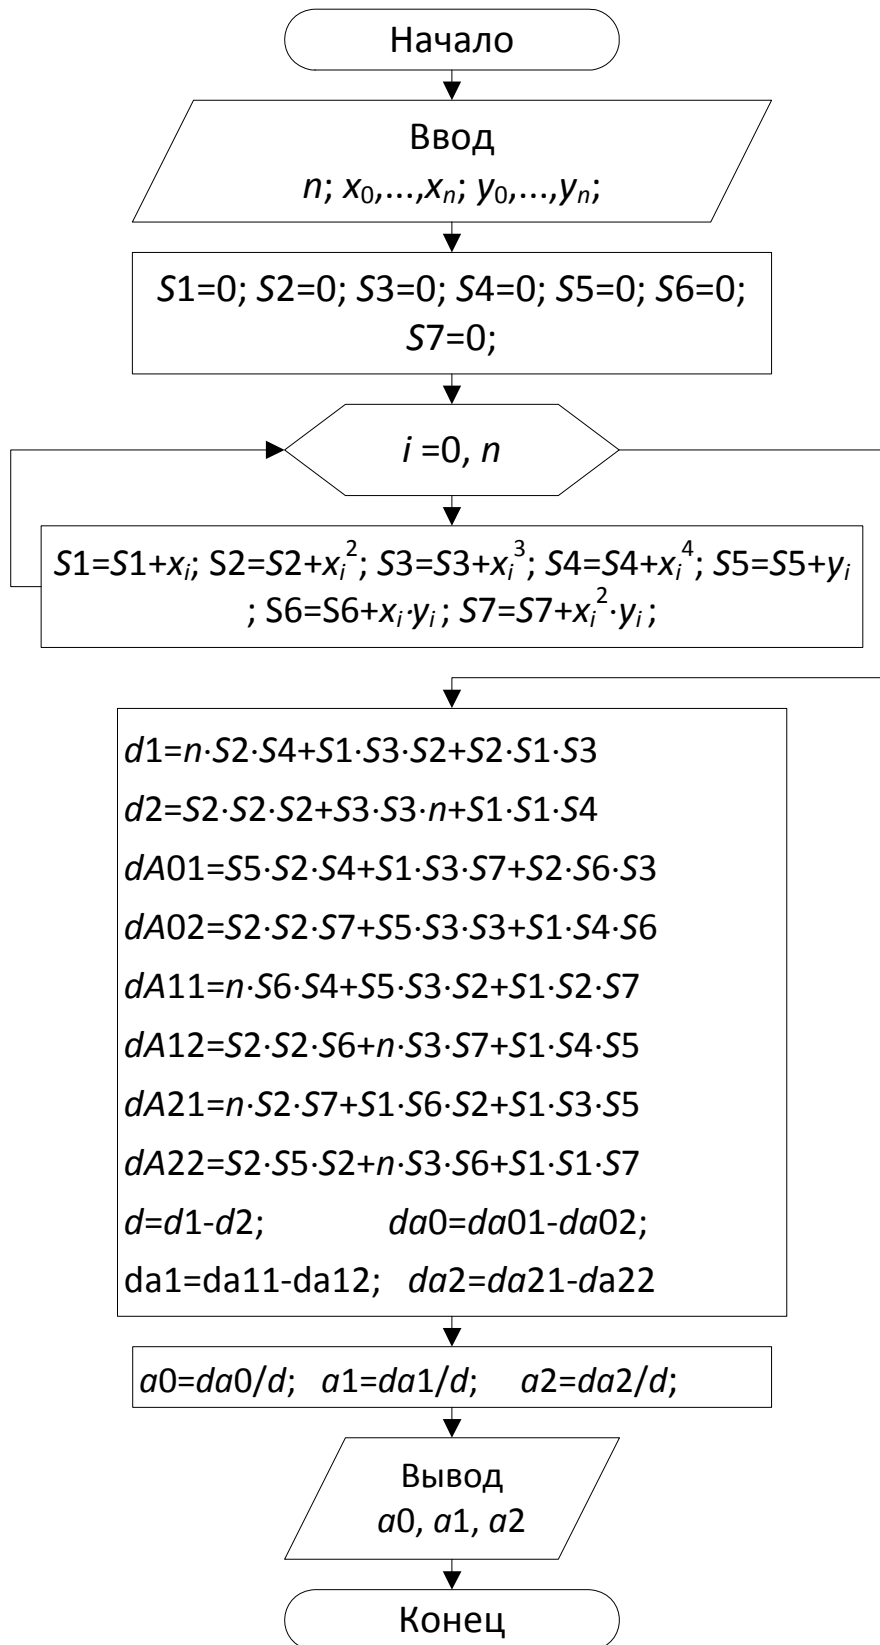 Начало
Ввод
n; x₀,...,xₙ; y₀,...,yₙ;
S1=0; S2=0; S3=0; S4=0; S5=0; S6=0;
S7=0;
i =0, n
S1=S1+xᵢ; S2=S2+xᵢ²; S3=S3+xᵢ³; S4=S4+xᵢ⁴; S5=S5+yᵢ
; S6=S6+xᵢ·yᵢ ; S7=S7+xᵢ²·yᵢ ;
d1=n·S2·S4+S1·S3·S2+S2·S1·S3
d2=S2·S2·S2+S3·S3·n+S1·S1·S4
dA01=S5·S2·S4+S1·S3·S7+S2·S6·S3
dA02=S2·S2·S7+S5·S3·S3+S1·S4·S6
dA11=n·S6·S4+S5·S3·S2+S1·S2·S7
dA12=S2·S2·S6+n·S3·S7+S1·S4·S5
dA21=n·S2·S7+S1·S6·S2+S1·S3·S5
dA22=S2·S5·S2+n·S3·S6+S1·S1·S7
d=d1-d2; da0=da01-da02;
da1=da11-da12; da2=da21-da22
a0=da0/d; a1=da1/d; a2=da2/d;
Вывод
a0, a1, a2
Конец